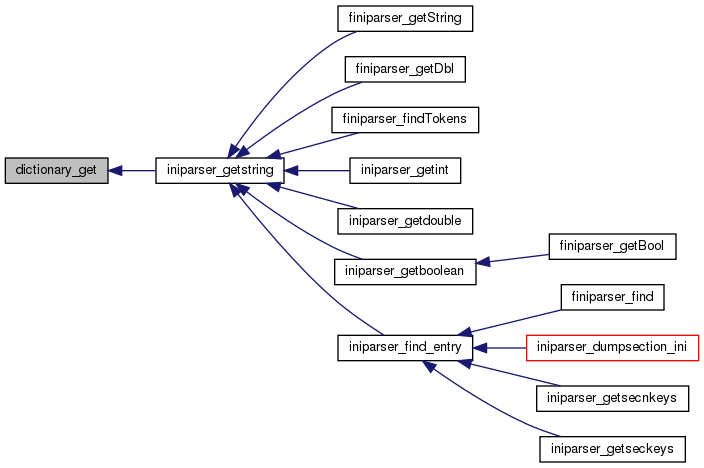 finiparser_getString
finiparser_getDbl
finiparser_findTokens
dictionary_get
iniparser_getstring
iniparser_getint
iniparser_getdouble
iniparser_getboolean
finiparser_getBool
finiparser_find
iniparser_find_entry
iniparser_dumpsection_ini
iniparser_getsecnkeys
iniparser_getseckeys